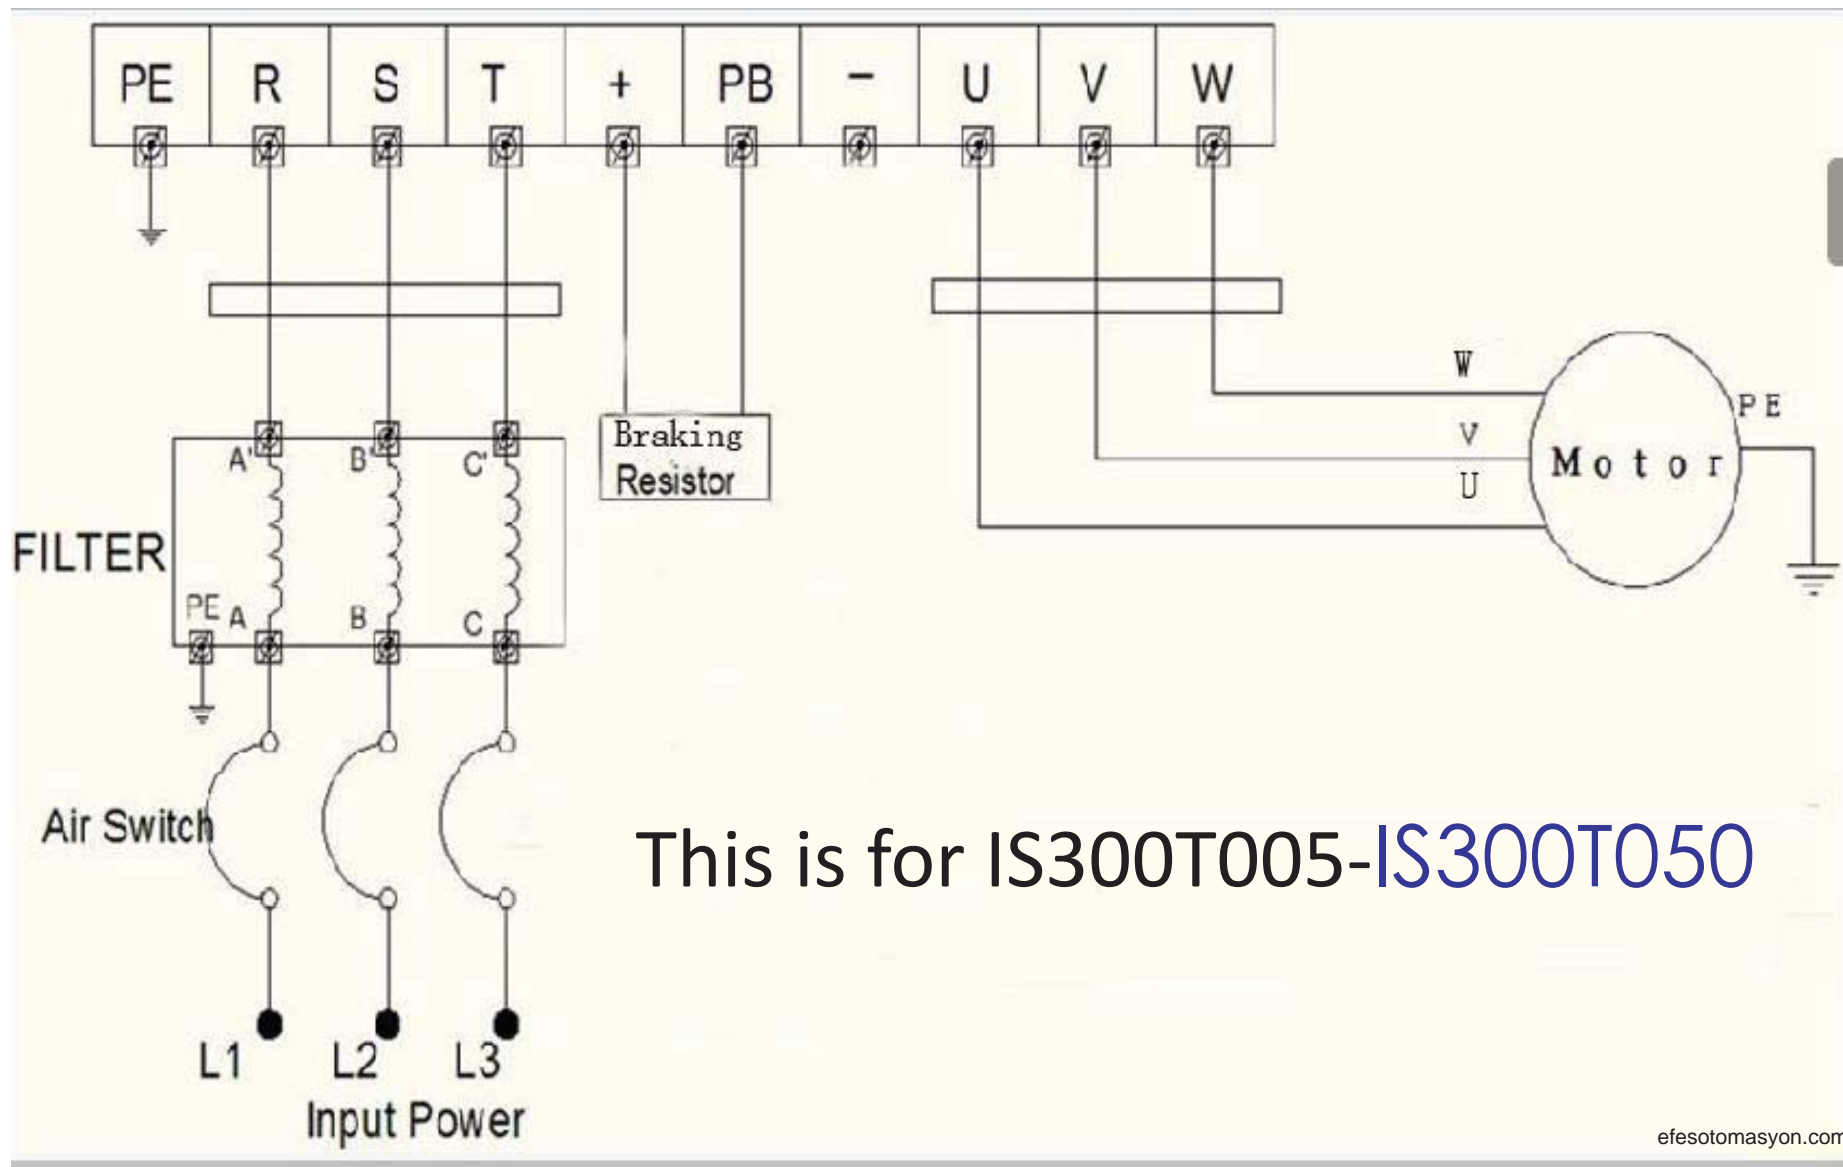 PE R S T + PB - U V W
W
PE
V
Motor
U
Braking
Resistor
A' B' C'
FILTER
PE A B C
Air Switch
This is for IS300T005-IS300T050
L1 L2 L3
Input Power
efesotomasyon.com